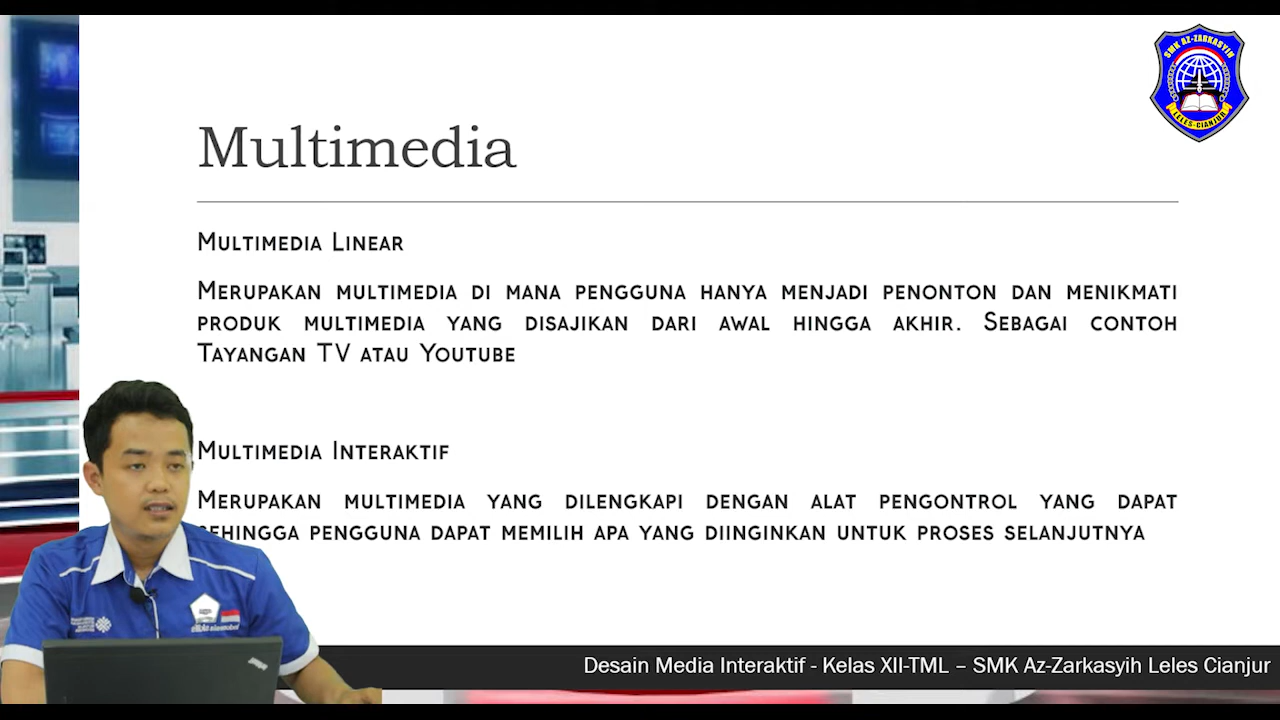 SMK AZ-ZARKASYIH
LELES-CIANJUR
Multimedia
Multimedia Linear
Merupakan multimedia di mana pengguna hanya menjadi penonton dan menikmati
produk multimedia yang disajikan dari awal hingga akhir. Sebagai contoh
Tayangan TV atau Youtube
Multimedia Interaktif
Merupakan multimedia yang dilengkapi dengan alat pengontrol yang dapat
sehingga pengguna dapat memilih apa yang diinginkan untuk proses selanjutnya
Desain Media Interaktif - Kelas XII-TML – SMK Az-Zarkasyih Leles Cianjur